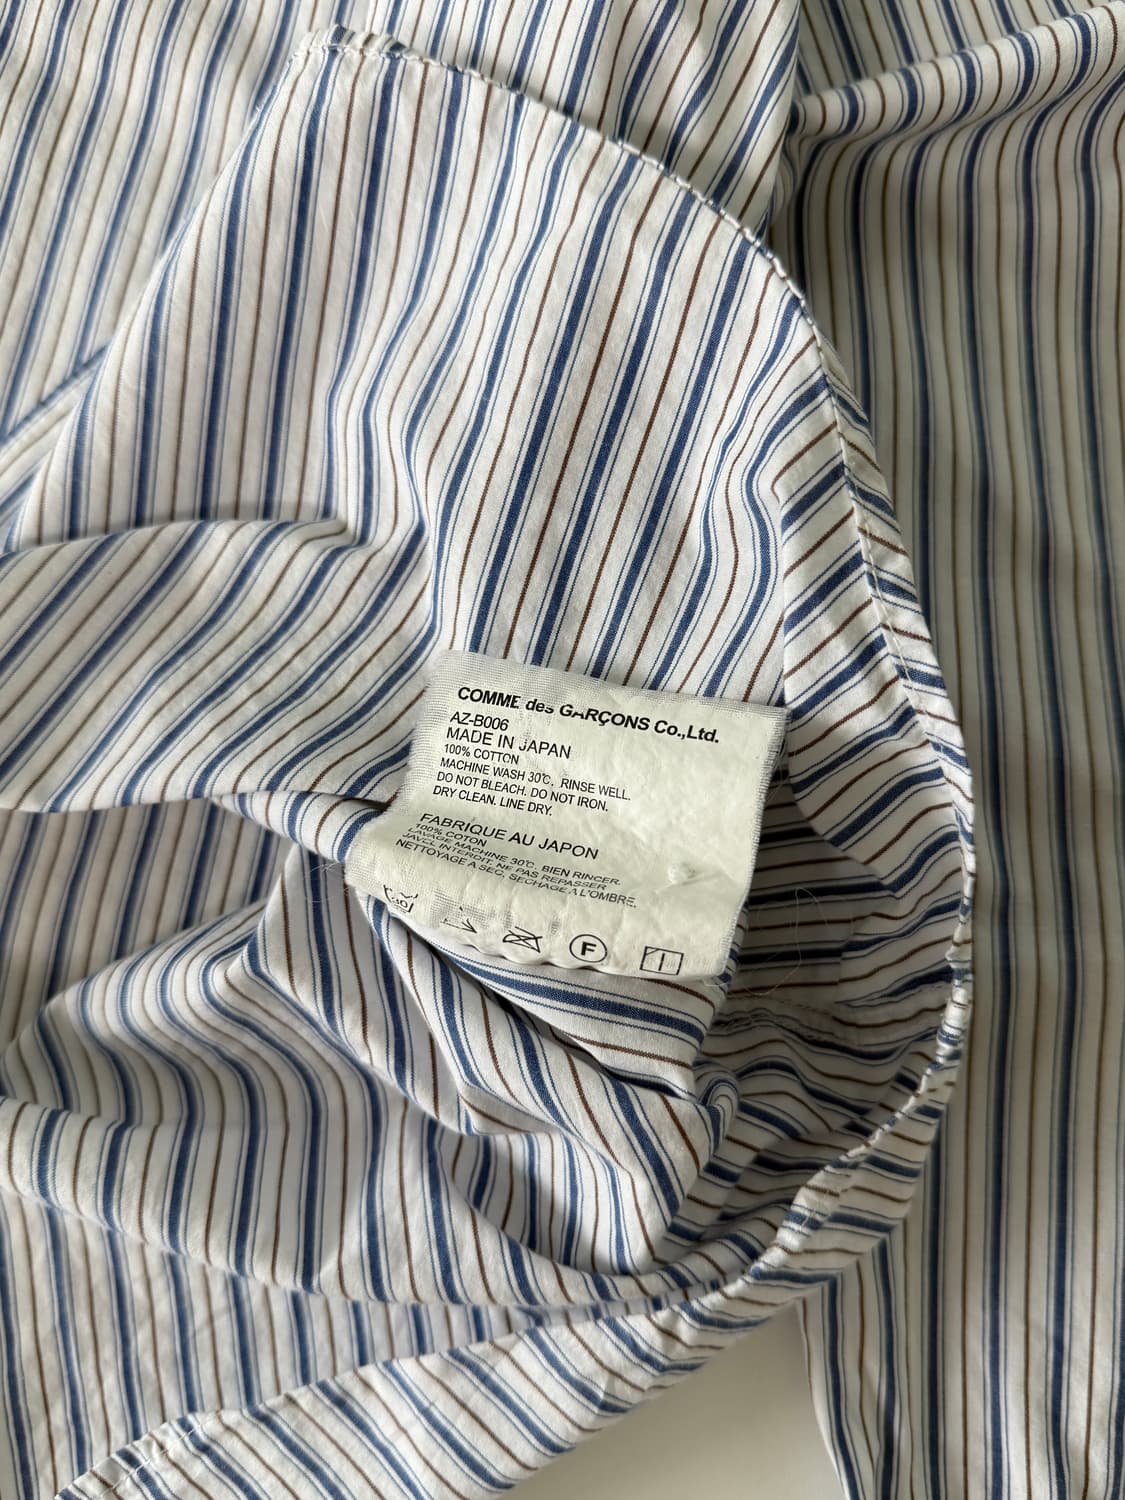 COMME des GARÇONS Co.,Ltd.
AZ-B006
MADE IN JAPAN
100% COTTON
MACHINE WASH 30℃, RINSE WELL.
DO NOT BLEACH. DO NOT IRON.
DRY CLEAN. LINE DRY.
FABRIQUE AU JAPON
100% COTON
LAVAGE MACHINE 30℃, BIEN RINCER.
JAVEL INTERDIT, NE PAS REPASSER
NETTOYAGE A SEC, SECHAGE A L'OMBRE.
30 F